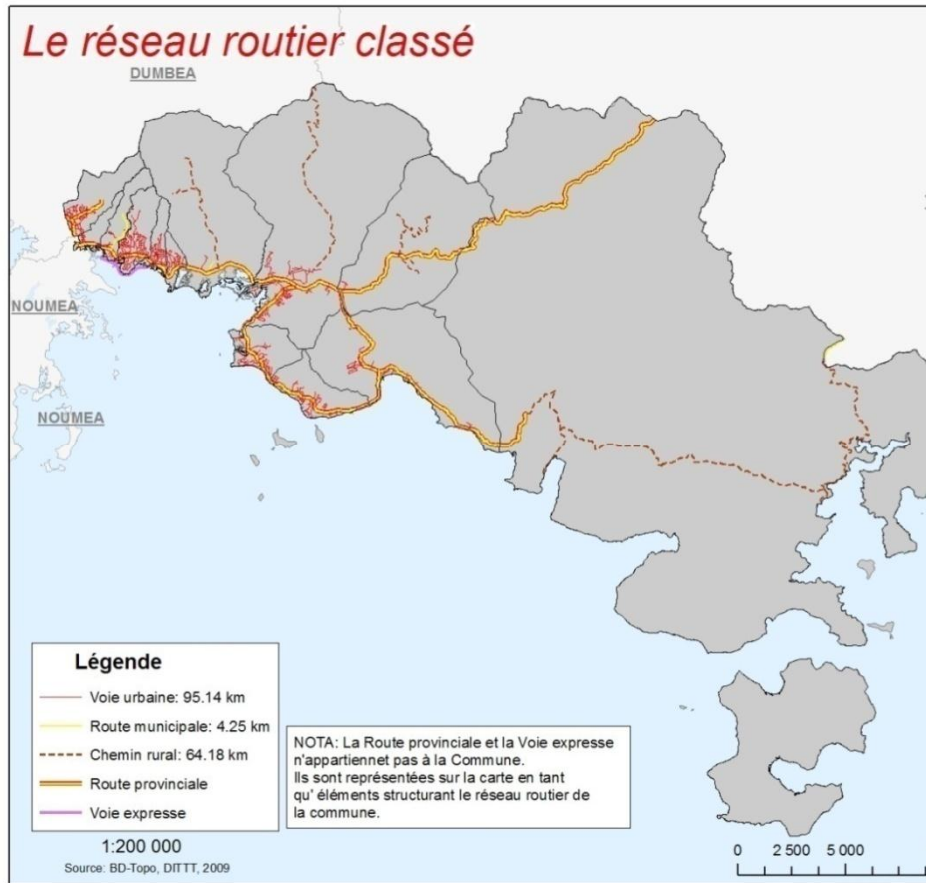 Le réseau routier classé
DUMBEA
NOUMEA
NOUMEA
Légende
Voie urbaine: 95.14 km
Route municipale: 4.25 km
Chemin rural: 64.18 km
Route provinciale
Voie expresse
NOTA: La Route provinciale et la Voie expresse
n'appartiennet pas à la Commune.
Ils sont représentées sur la carte en tant
qu' éléments structurant le réseau routier de
la commune.
1:200 000
Source: BD-Topo, DITTT, 2009
0 2 500 5 000